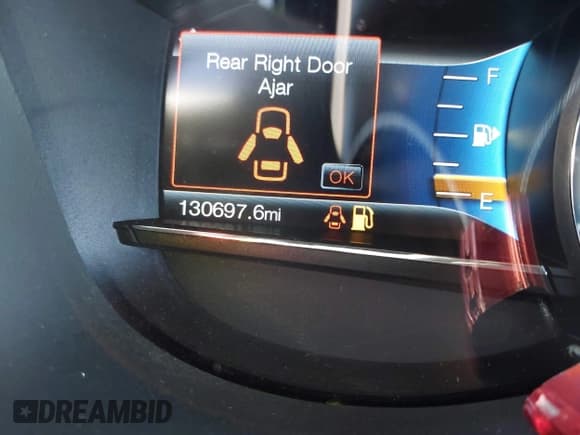 Rear Right Door
Ajar
OK
F
E
130697.6mi
DREAMBID